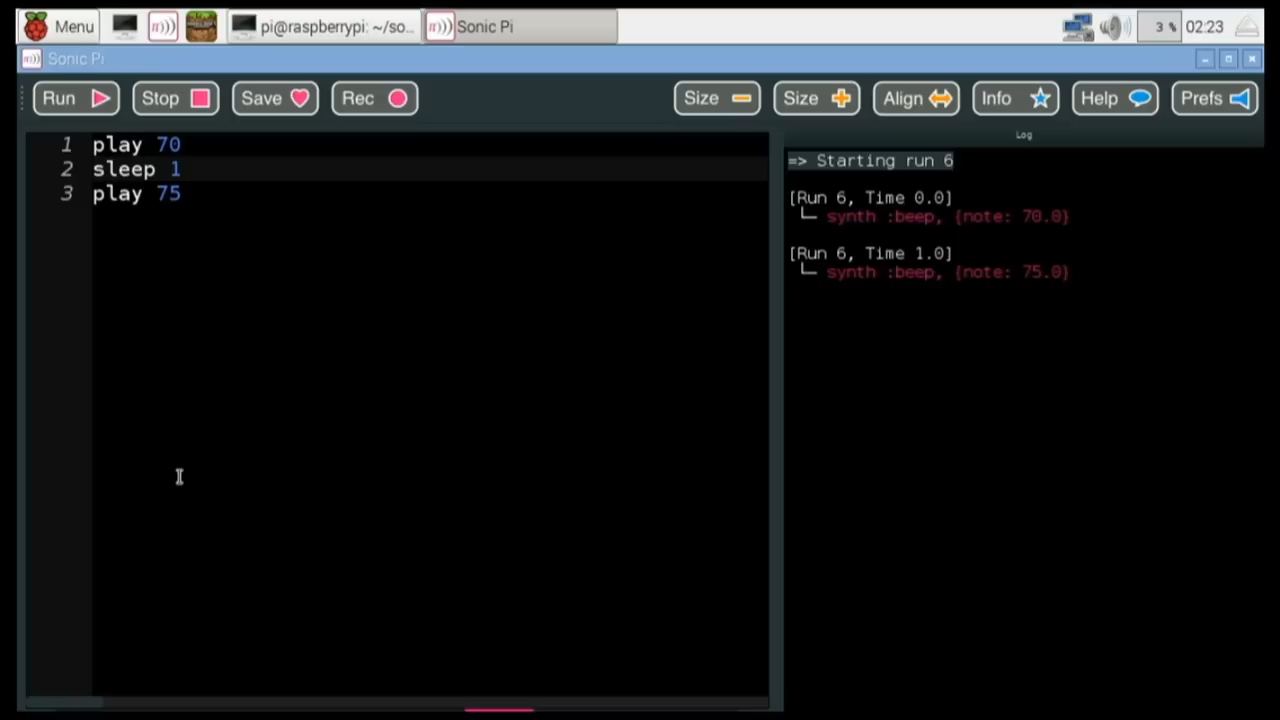 Menu
pi@raspberrypi: ~/so...
Sonic Pi
3 %
02:23
Sonic Pi
Run
Stop
Save
Rec
Size
Size
Align
Info
Help
Prefs
Log
1 play 70
2 sleep 1
3 play 75
=> Starting run 6
[Run 6, Time 0.0]
└─ synth :beep, {note: 70.0}
[Run 6, Time 1.0]
└─ synth :beep, {note: 75.0}